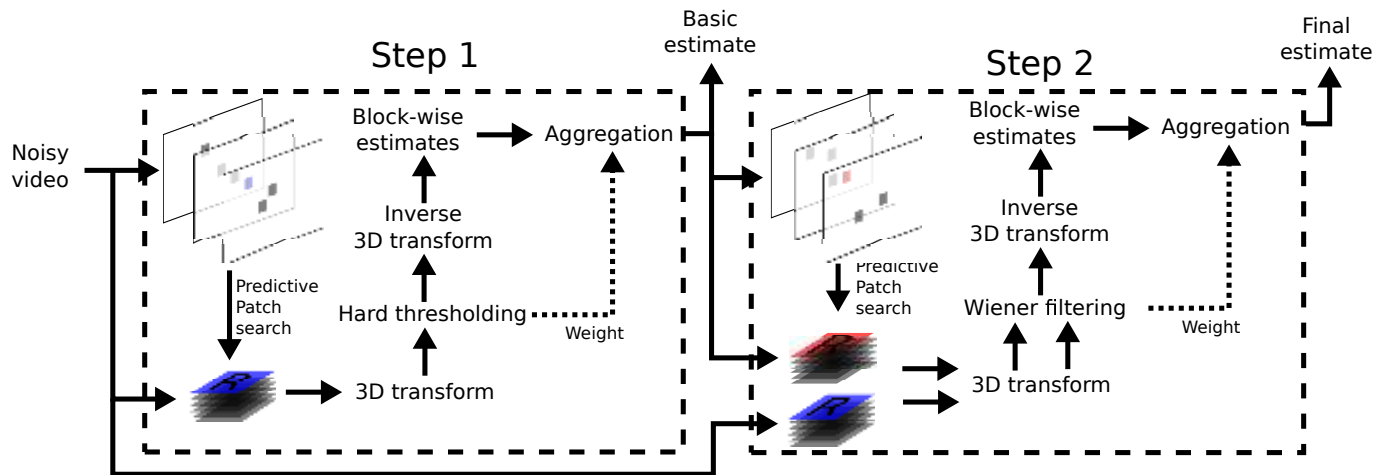 Step 1
Noisy
video
Predictive
Patch
search
R
3D transform
Hard thresholding
Weight
Inverse
3D transform
Block-wise
estimates
Aggregation
Basic
estimate
Step 2
Predictive
Patch
search
R
R
3D transform
Wiener filtering
Weight
Inverse
3D transform
Block-wise
estimates
Aggregation
Final
estimate